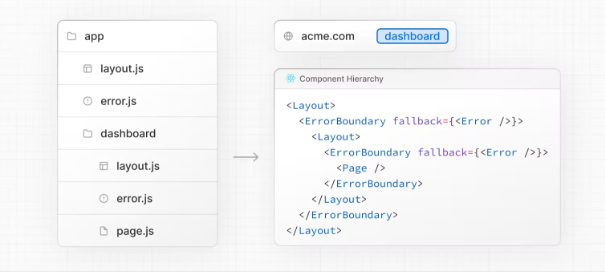 app
layout.js
error.js
dashboard
layout.js
error.js
page.js
acme.com dashboard
Component Hierarchy
<Layout>
<ErrorBoundary fallback={<Error />}>
<Layout>
<ErrorBoundary fallback={<Error />}>
<Page />
</ErrorBoundary>
</Layout>
</ErrorBoundary>
</Layout>